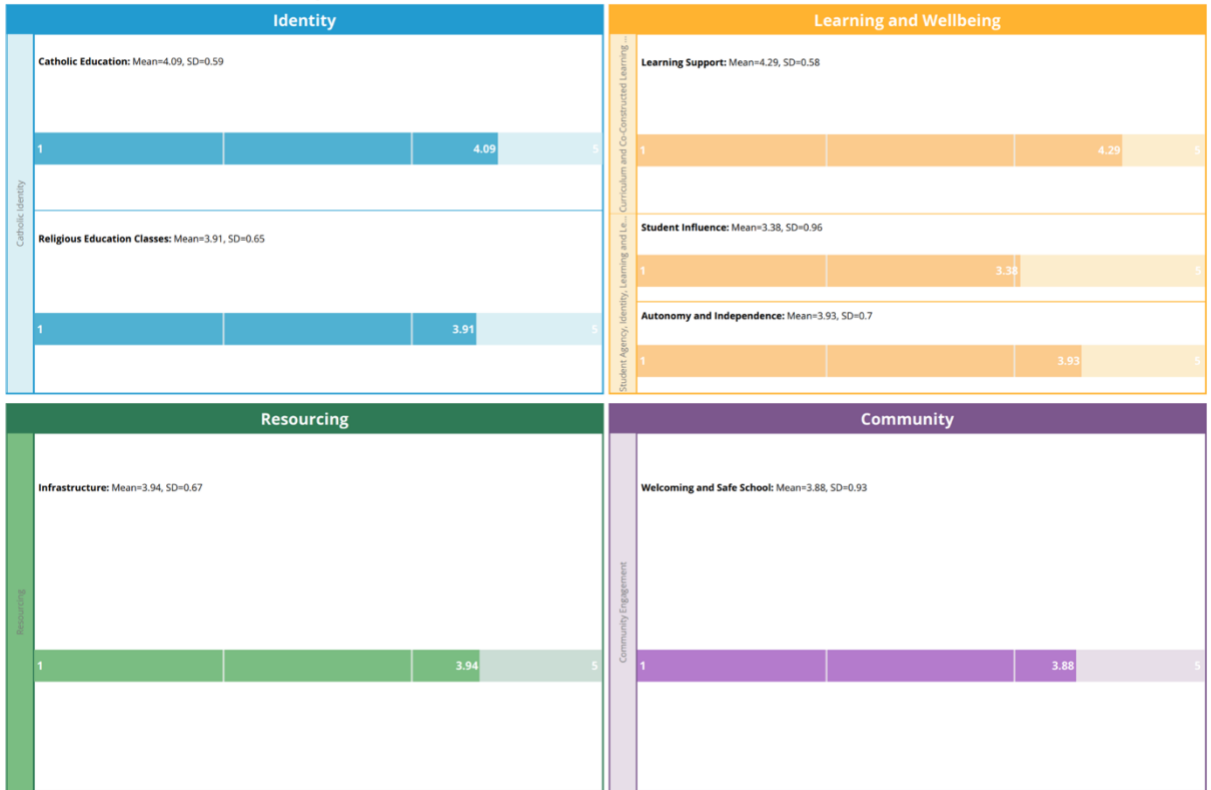 Identity
Catholic Identity
Catholic Education: Mean=4.09, SD=0.59
1 4.09 5
Religious Education Classes: Mean=3.91, SD=0.65
1 3.91 5
Learning and Wellbeing
Curriculum and Co-Constructed Learning ...
Learning Support: Mean=4.29, SD=0.58
1 4.29 5
Student Agency, Identity, Learning and Le...
Student Influence: Mean=3.38, SD=0.96
1 3.38 5
Autonomy and Independence: Mean=3.93, SD=0.7
1 3.93 5
Resourcing
Resourcing
Infrastructure: Mean=3.94, SD=0.67
1 3.94 5
Community
Community Engagement
Welcoming and Safe School: Mean=3.88, SD=0.93
1 3.88 5